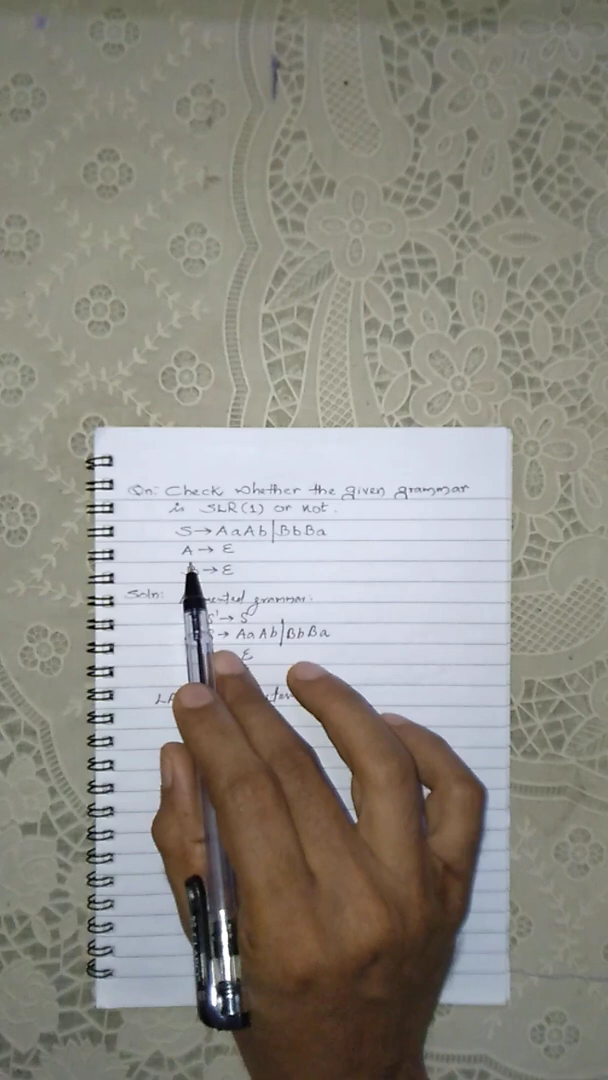 Qn: Check whether the given grammar
is SLR(1) or not.
S → AaAb|BbBa
A → ε
→ ε
Soln: grammar:
S' → S
S → AaAb|BbBa
ε